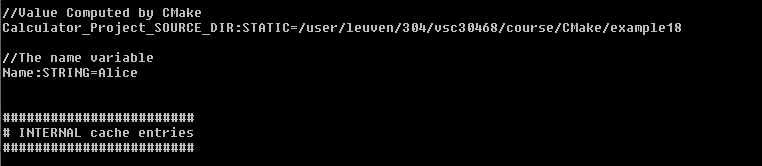 //Value Computed by CMake
Calculator_Project_SOURCE_DIR:STATIC=/user/leuven/304/vsc30468/course/CMake/example18
//The name variable
Name:STRING=Alice
########################
# INTERNAL cache entries
########################